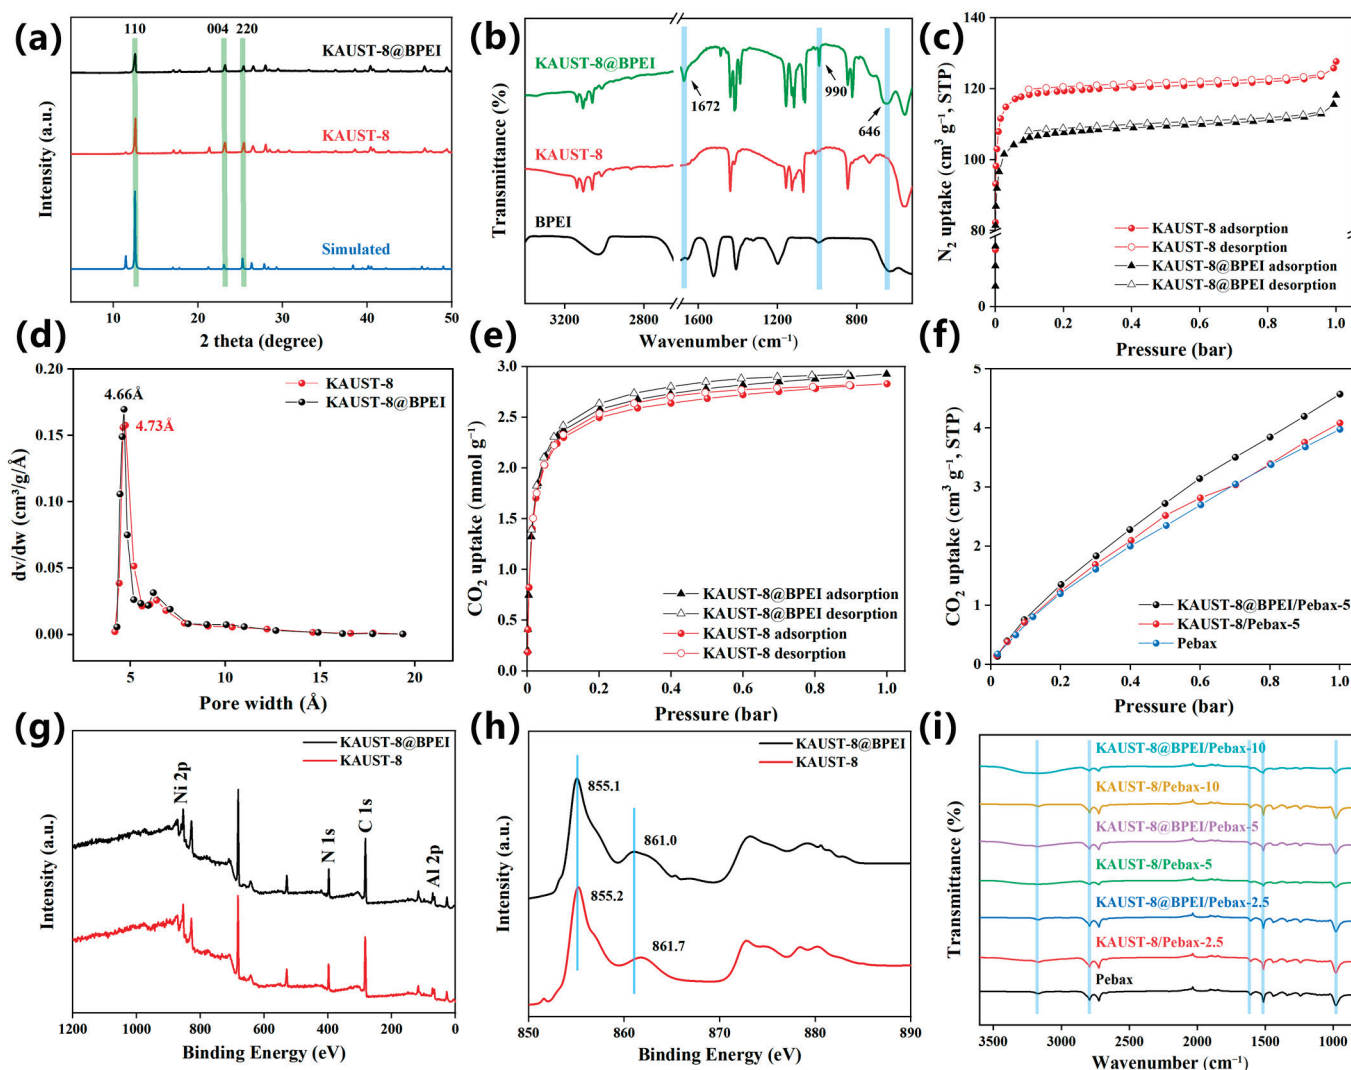 (a)
110
004 220
KAUST-8@BPEI
KAUST-8
Simulated
Intensity (a.u.)
10 20 30 40 50
2 theta (degree)
(b)
KAUST-8@BPEI
1672
990
646
KAUST-8
BPEI
Transmittance (%)
3200 2800 1600 1200 800
Wavenumber (cm⁻¹)
(c)
N₂ uptake (cm³ g⁻¹, STP)
140
120
100
80
KAUST-8 adsorption
KAUST-8 desorption
KAUST-8@BPEI adsorption
KAUST-8@BPEI desorption
0.0 0.2 0.4 0.6 0.8 1.0
Pressure (bar)
(d)
dv/dw (cm³/g/Å)
0.20
0.15
0.10
0.05
0.00
4.66Å
4.73Å
KAUST-8
KAUST-8@BPEI
5 10 15 20
Pore width (Å)
(e)
CO₂ uptake (mmol g⁻¹)
3.0
2.5
2.0
1.5
1.0
0.5
0.0
KAUST-8@BPEI adsorption
KAUST-8@BPEI desorption
KAUST-8 adsorption
KAUST-8 desorption
0.0 0.2 0.4 0.6 0.8 1.0
Pressure (bar)
(f)
CO₂ uptake (cm³ g⁻¹, STP)
5
4
3
2
1
0
KAUST-8@BPEI/Pebax-5
KAUST-8/Pebax-5
Pebax
0 0.2 0.4 0.6 0.8 1.0
Pressure (bar)
(g)
Intensity (a.u.)
KAUST-8@BPEI
KAUST-8
Ni 2p
N 1s
C 1s
Al 2p
1200 1000 800 600 400 200 0
Binding Energy (eV)
(h)
Intensity (a.u.)
KAUST-8@BPEI
KAUST-8
855.1
861.0
855.2
861.7
850 860 870 880 890
Binding Energy (eV)
(i)
Transmittance (%)
KAUST-8@BPEI/Pebax-10
KAUST-8/Pebax-10
KAUST-8@BPEI/Pebax-5
KAUST-8/Pebax-5
KAUST-8@BPEI/Pebax-2.5
KAUST-8/Pebax-2.5
Pebax
3500 3000 2500 2000 1500 1000
Wavenumber (cm⁻¹)